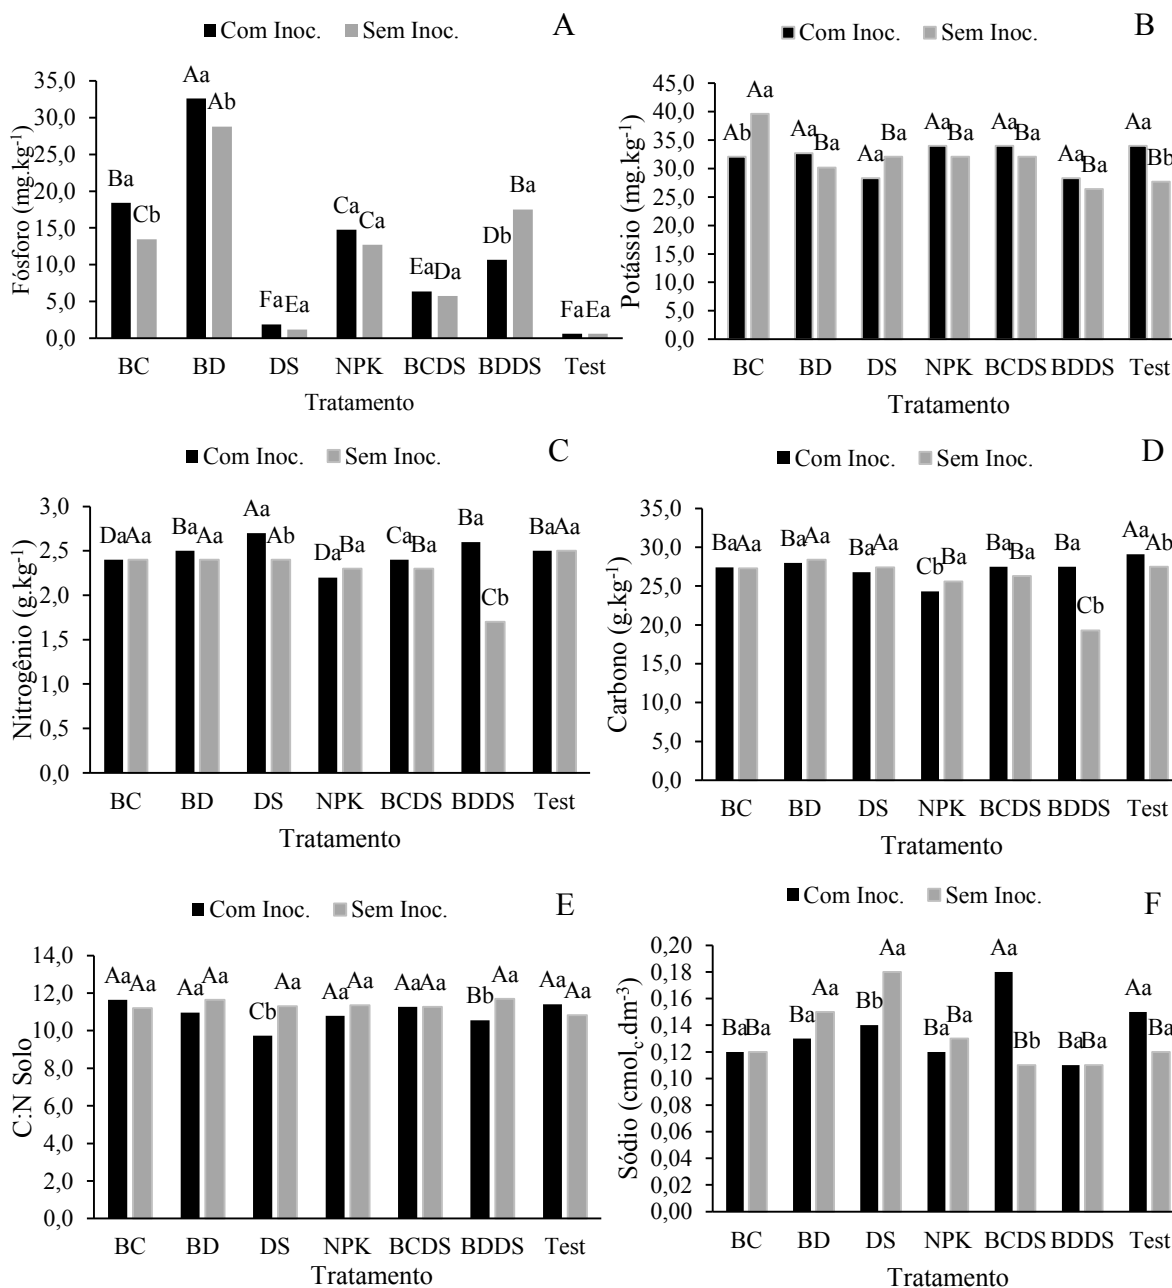 Com Inoc. Sem Inoc. A
Fósforo (mg.kg⁻¹)
35,0
30,0
25,0
20,0
15,0
10,0
5,0
0,0
Ba Cb Aa Ab Fa Ea Ca Ca Ea Da Db Ba Fa Ea
BC BD DS NPK BCDS BDDS Test
Tratamento
Com Inoc. Sem Inoc. B
Potássio (mg.kg⁻¹)
45,0
40,0
35,0
30,0
25,0
20,0
15,0
10,0
5,0
0,0
Ab Aa Aa Ba Aa Ba Aa Ba Aa Ba Aa Ba Aa Bb
BC BD DS NPK BCDS BDDS Test
Tratamento
Com Inoc. Sem Inoc. C
Nitrogênio (g.kg⁻¹)
3,0
2,5
2,0
1,5
1,0
0,5
0,0
Da Aa Ba Aa Aa Ab Da Ba Ca Ba Ba Cb Ba Aa
BC BD DS NPK BCDS BDDS Test
Tratamento
Com Inoc. Sem Inoc. D
Carbono (g.kg⁻¹)
35,0
30,0
25,0
20,0
15,0
10,0
5,0
0,0
Ba Aa Ba Aa Ba Aa Cb Ba Ba Ba Ba Cb Aa Ab
BC BD DS NPK BCDS BDDS Test
Tratamento
Com Inoc. Sem Inoc. E
C:N Solo
14,0
12,0
10,0
8,0
6,0
4,0
2,0
0,0
Aa Aa Aa Aa Cb Aa Aa Aa Aa Aa Bb Aa Aa Aa
BC BD DS NPK BCDS BDDS Test
Tratamento
Com Inoc. Sem Inoc. F
Sódio (cmol꜀.dm⁻³)
0,20
0,18
0,16
0,14
0,12
0,10
0,08
0,06
0,04
0,02
0,00
Ba Ba Ba Aa Bb Aa Ba Ba Aa Bb Ba Ba Aa Ba
BC BD DS NPK BCDS BDDS Test
Tratamento